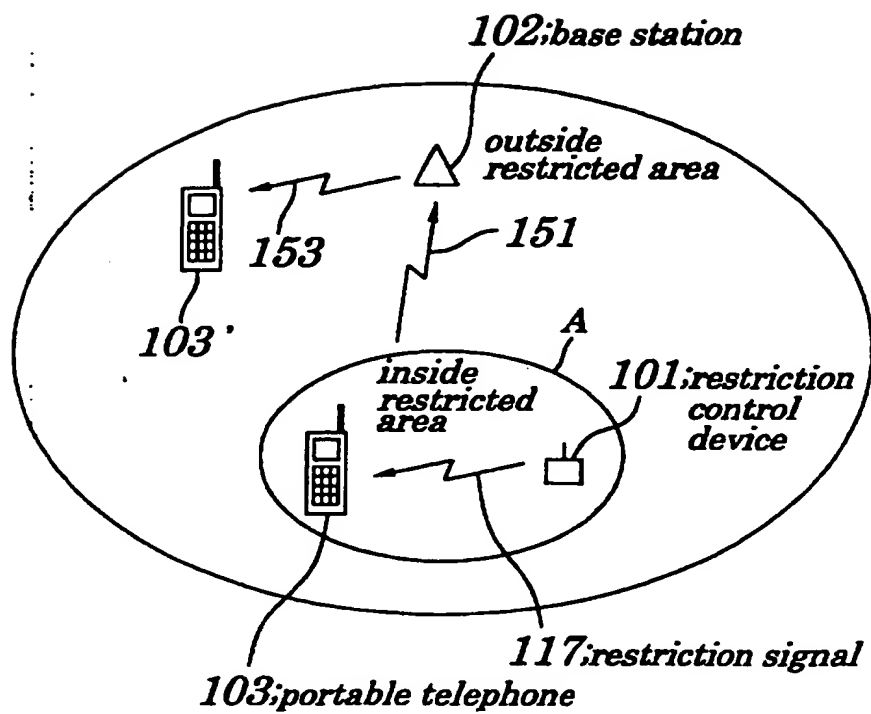 102;base station
outside
restricted area
151
153
103'
A
inside
restricted
area
101;restriction
control
device
117;restriction signal
103;portable telephone